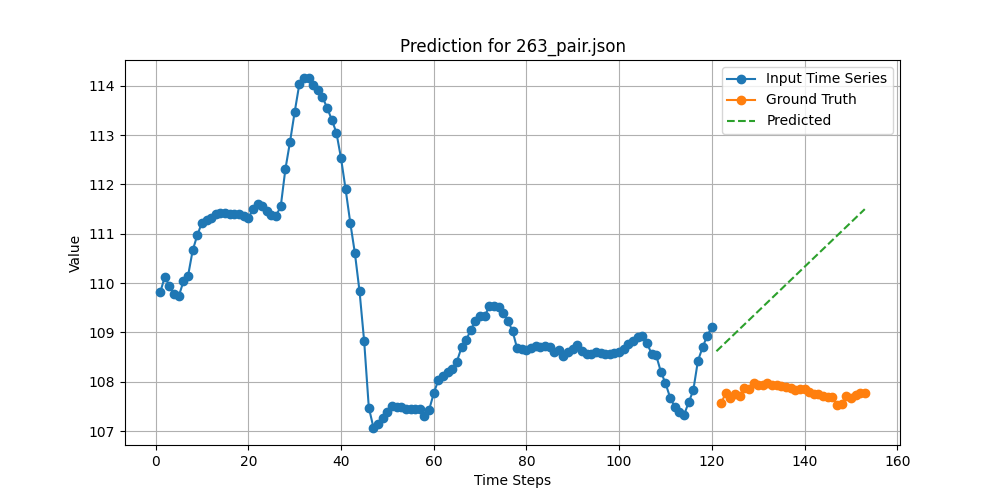 Prediction for 263_pair.json
Input Time Series
Ground Truth
Predicted
Value
114
113
112
111
110
109
108
107
0 20 40 60 80 100 120 140 160
Time Steps